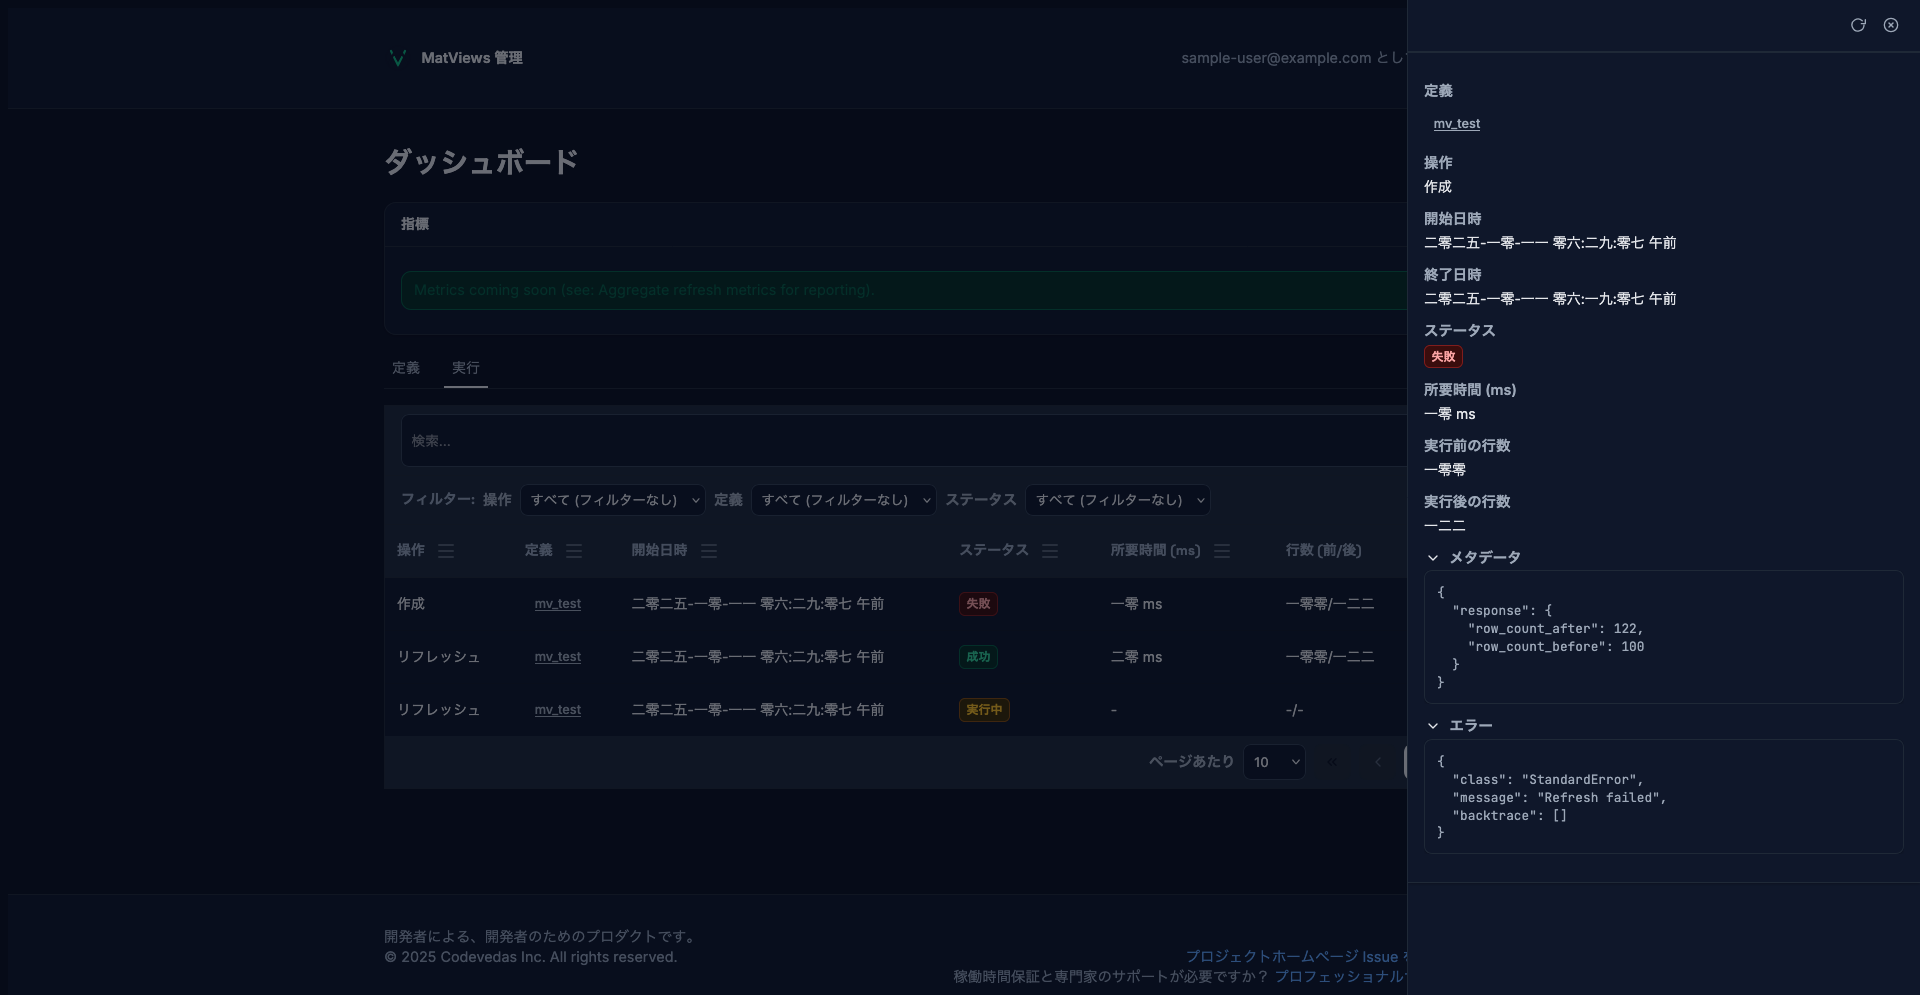 MatViews 管理
sample-user@example.com とし
ダッシュボード
指標
Metrics coming soon (see: Aggregate refresh metrics for reporting).
定義 実行
検索...
フィルター: 操作 すべて (フィルターなし) 定義 すべて (フィルターなし) ステータス すべて (フィルターなし)
操作 定義 開始日時 ステータス 所要時間 (ms) 行数 (前/後)
作成 mv_test 二零二五-一零-一一 零六:二九:零七 午前 失敗 一零 ms 一零零/一二二
リフレッシュ mv_test 二零二五-一零-一一 零六:二九:零七 午前 成功 二零 ms 一零零/一二二
リフレッシュ mv_test 二零二五-一零-一一 零六:二九:零七 午前 実行中 - -/-
ページあたり 10 « ‹
開発者による、開発者のためのプロダクトです。
© 2025 Codevedas Inc. All rights reserved.
プロジェクトホームページ Issue
稼働時間保証と専門家のサポートが必要ですか？ プロフェッショナル
定義
mv_test
操作
作成
開始日時
二零二五-一零-一一 零六:二九:零七 午前
終了日時
二零二五-一零-一一 零六:一九:零七 午前
ステータス
失敗
所要時間 (ms)
一零 ms
実行前の行数
一零零
実行後の行数
一二二
メタデータ
{
"response": {
"row_count_after": 122,
"row_count_before": 100
}
}
エラー
{
"class": "StandardError",
"message": "Refresh failed",
"backtrace": []
}